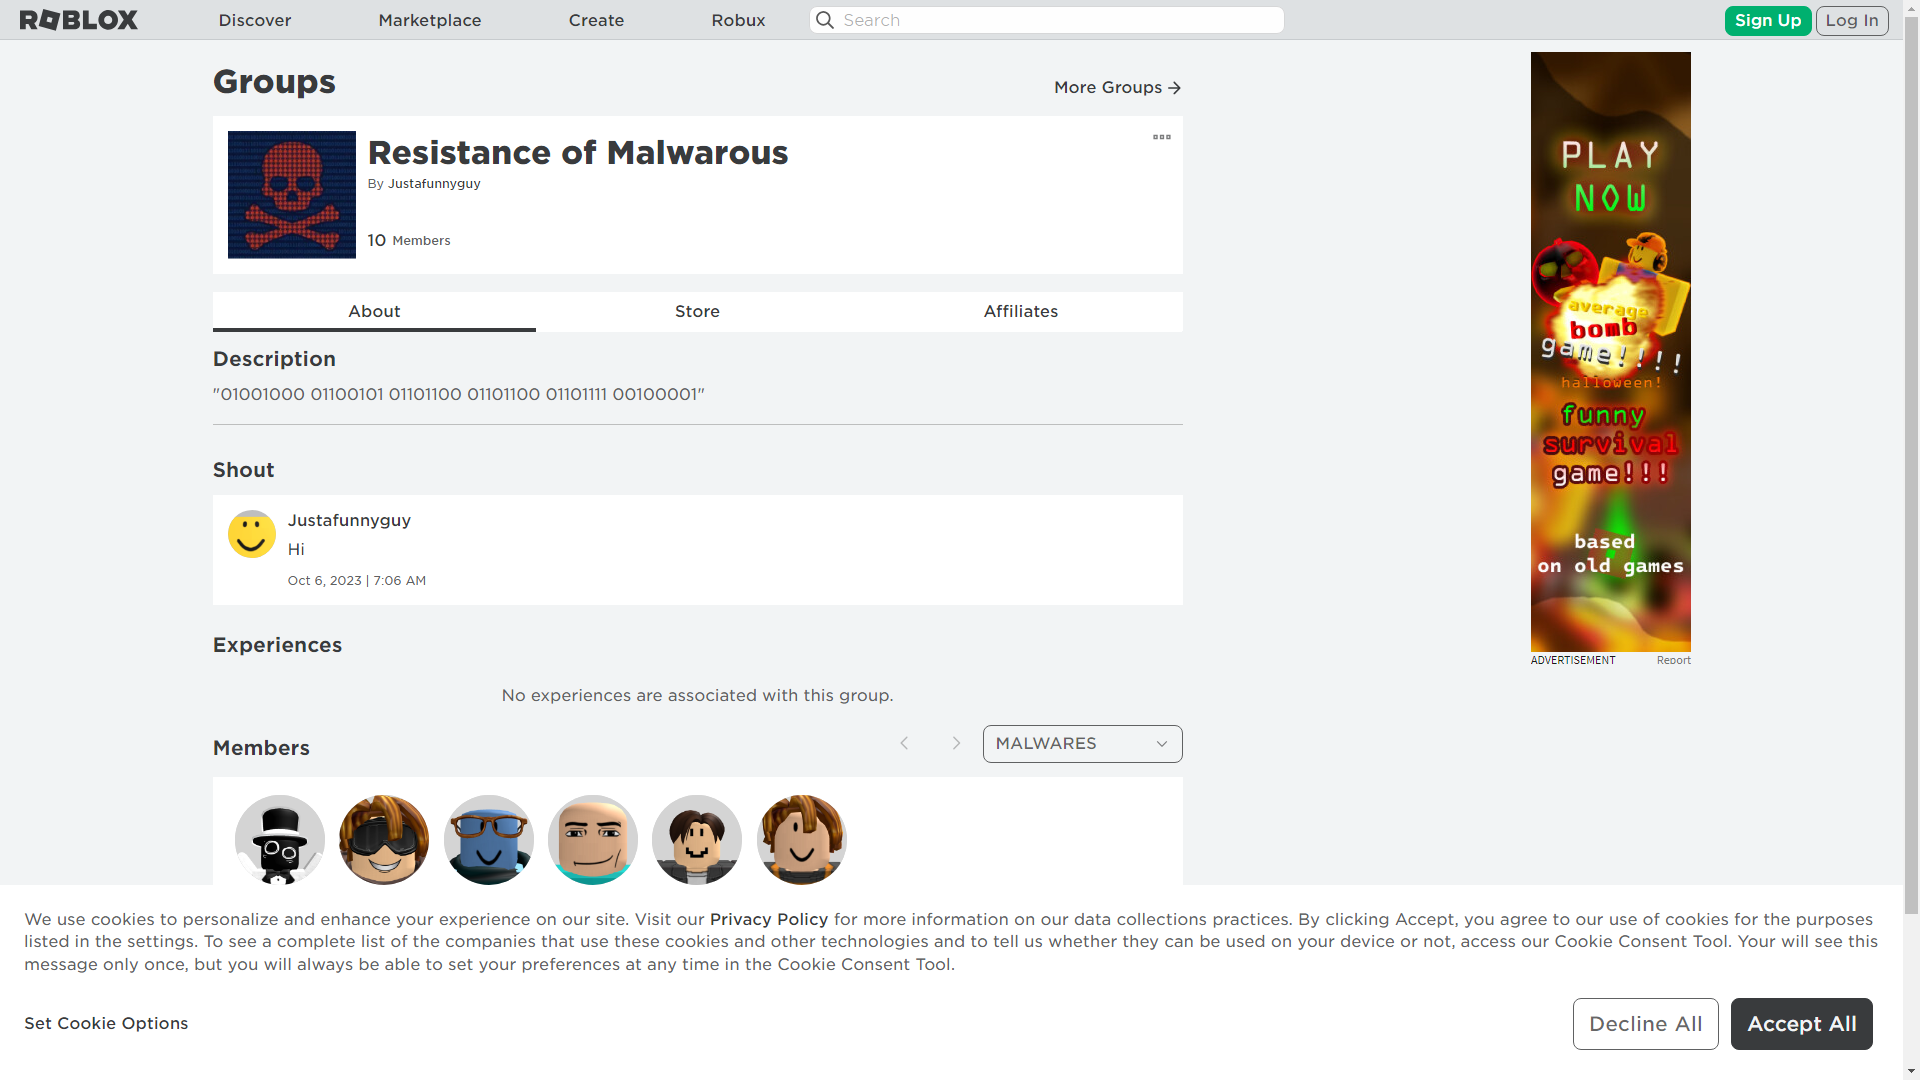 ROBLOX
Discover
Marketplace
Create
Robux
Search
Sign Up
Log In
Groups
More Groups
Resistance of Malwarous
By Justafunnyguy
10 Members
About
Store
Affiliates
Description
"01001000 01100101 01101100 01101100 01101111 00100001"
Shout
Justafunnyguy
Hi
Oct 6, 2023 | 7:06 AM
Experiences
No experiences are associated with this group.
Members
MALWARES
PLAY
NOW
average
bomb
game!!!!
halloween!
funny
survival
game!!!
based
on old games
ADVERTISEMENT
Report
We use cookies to personalize and enhance your experience on our site. Visit our Privacy Policy for more information on our data collections practices. By clicking Accept, you agree to our use of cookies for the purposes
listed in the settings. To see a complete list of the companies that use these cookies and other technologies and to tell us whether they can be used on your device or not, access our Cookie Consent Tool. Your will see this
message only once, but you will always be able to set your preferences at any time in the Cookie Consent Tool.
Set Cookie Options
Decline All
Accept All